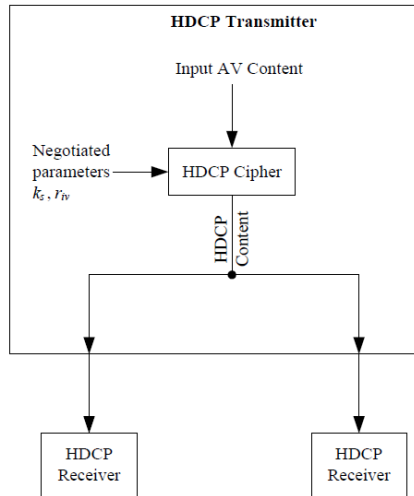 HDCP Transmitter
Input AV Content
Negotiated
parameters
kₛ, rᵢᵥ
HDCP Cipher
HDCP
Content
HDCP
Receiver
HDCP
Receiver